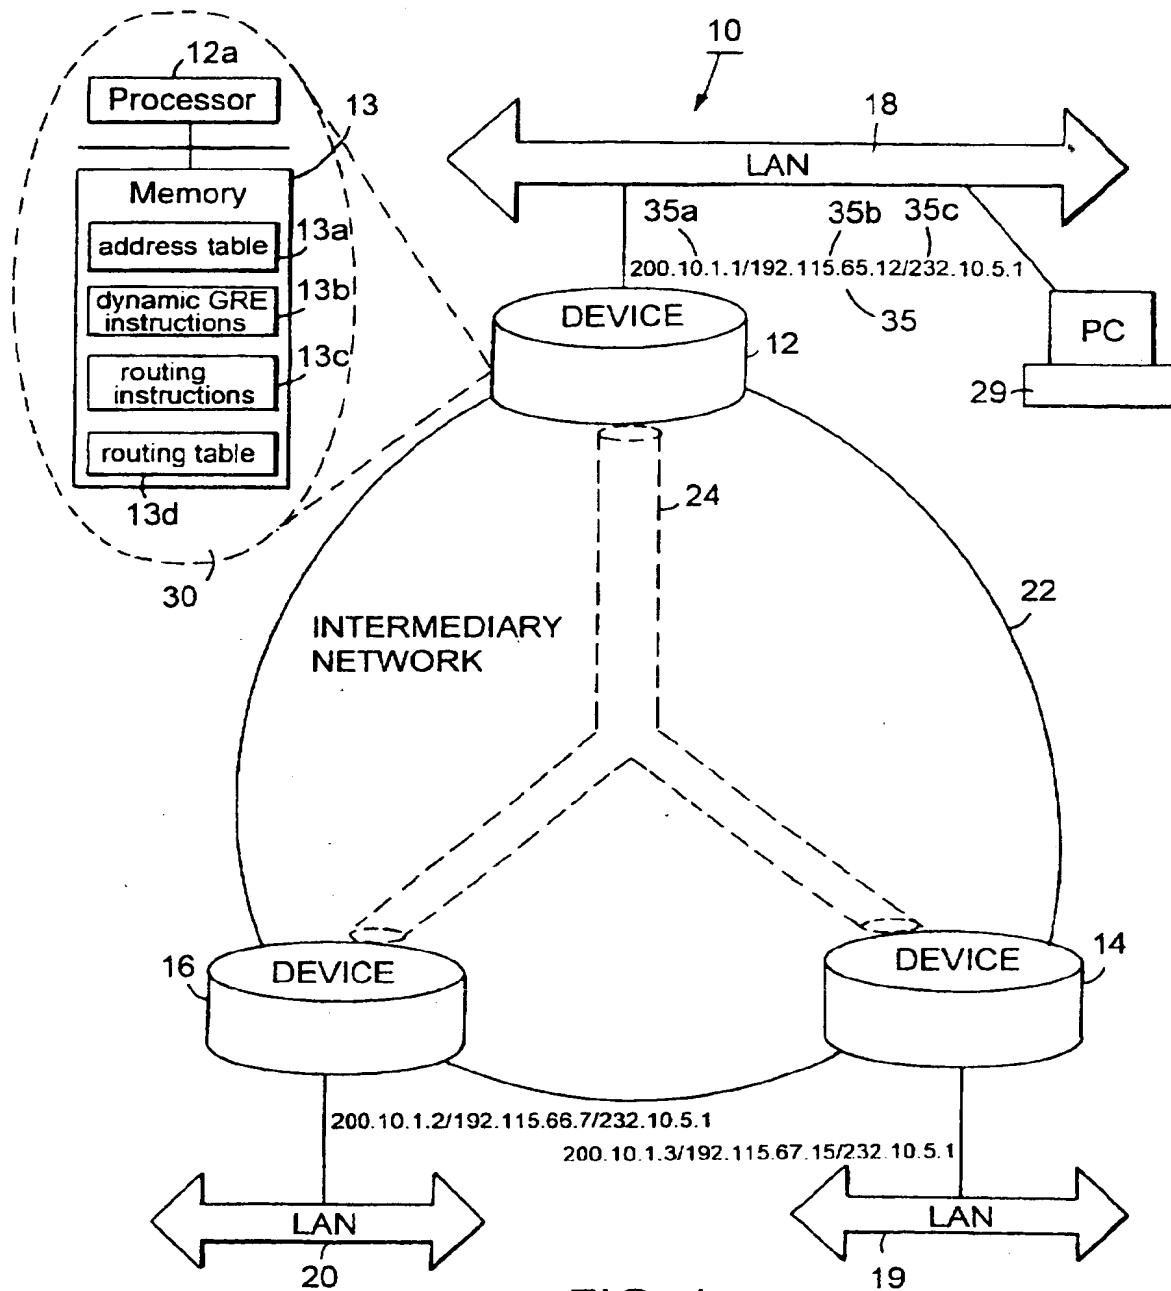 10
12a
Processor
13
18
LAN
Memory
35a
35b
35c
address table
13a
200.10.1.1/192.115.65.12/232.10.5.1
dynamic GRE
instructions
13b
DEVICE
35
PC
12
routing
instructions
13c
29
routing table
13d
24
30
22
INTERMEDIARY
NETWORK
16
DEVICE
DEVICE
14
200.10.1.2/192.115.66.7/232.10.5.1
200.10.1.3/192.115.67.15/232.10.5.1
LAN
LAN
20
19